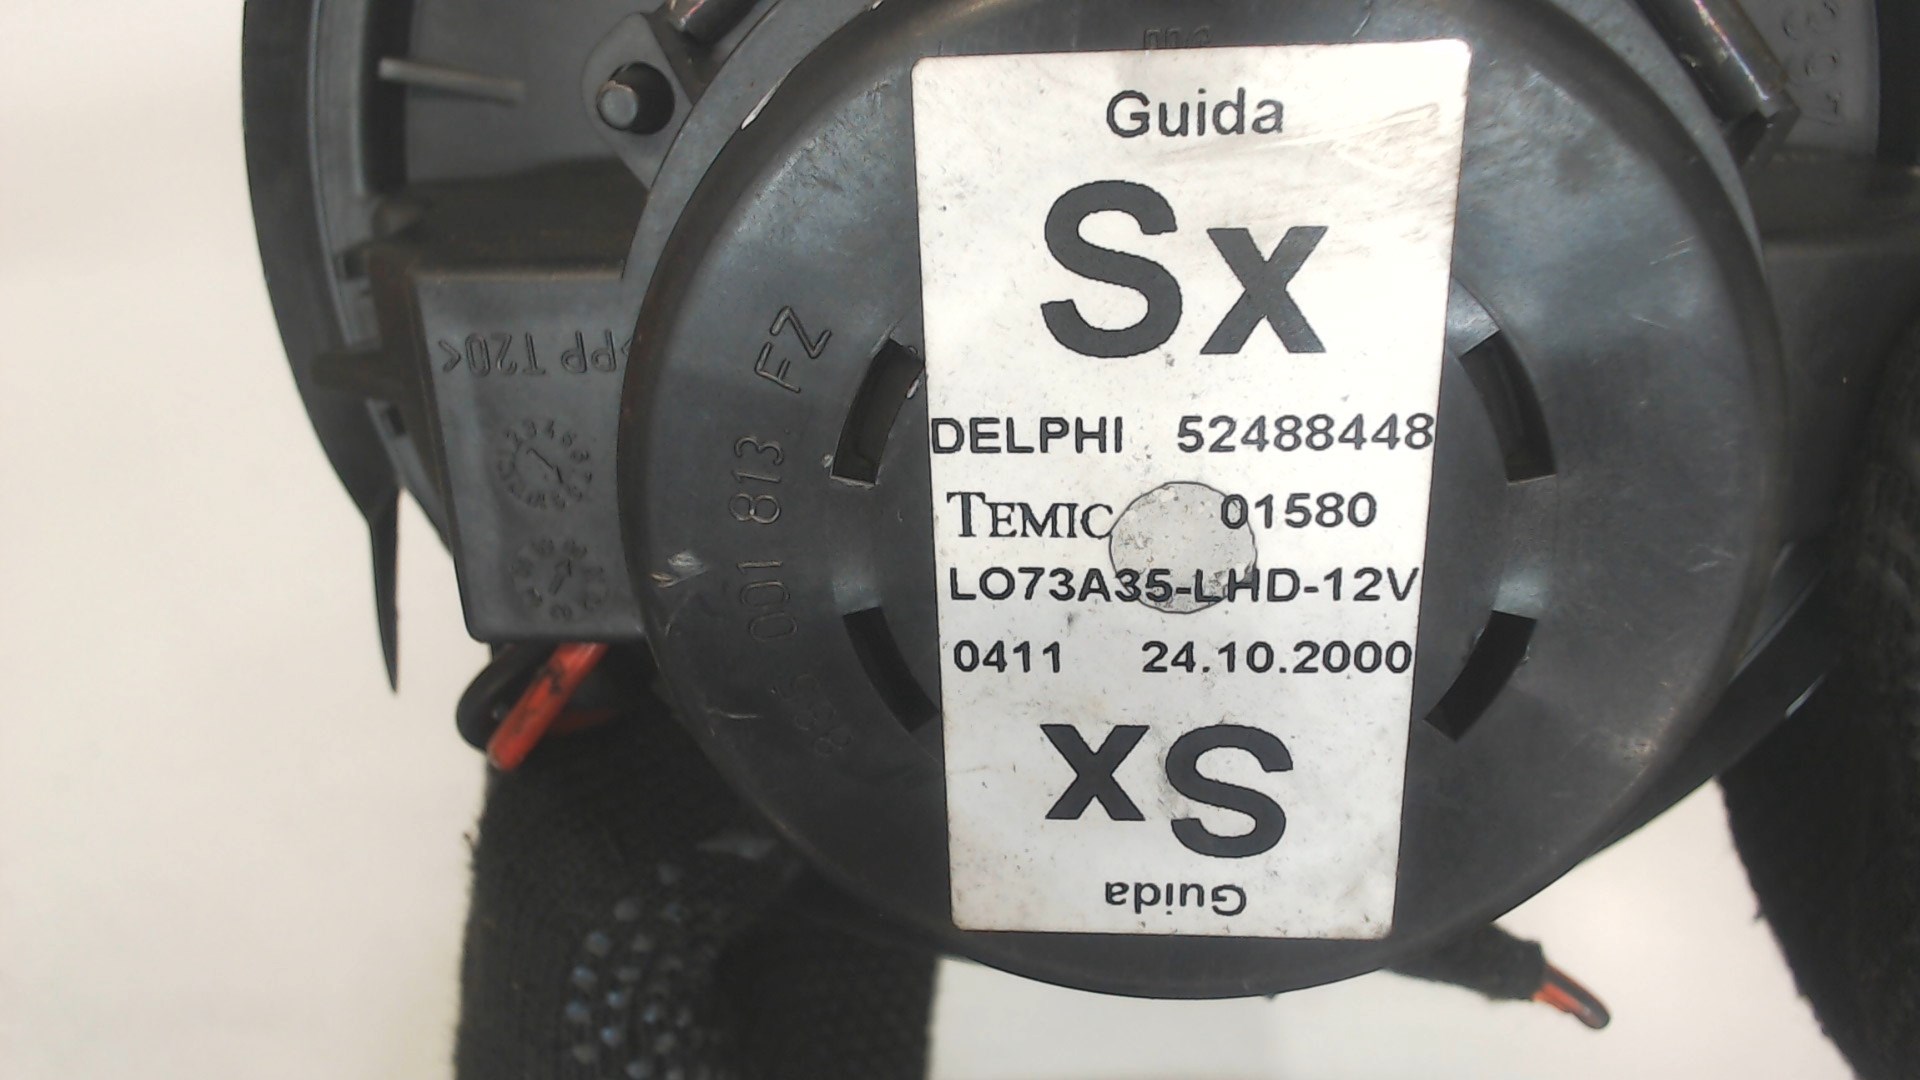 Guida
Sx
DELPHI 52488448
TEMIC 01580
LO73A35-LHD-12V
0411 24.10.2000
Sx
Guida
001 813 FZ
>PP T20<